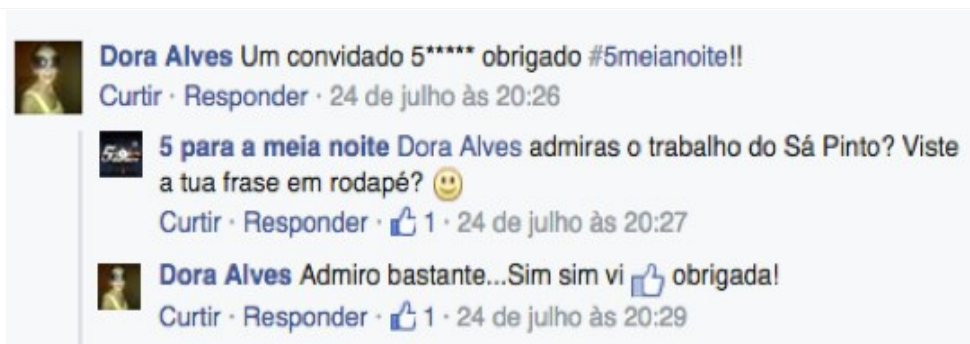 Dora Alves Um convidado 5***** obrigado #5meianoite!!
Curtir · Responder · 24 de julho às 20:26
5 para a meia noite Dora Alves admiras o trabalho do Sá Pinto? Viste
a tua frase em rodapé? 🙂
Curtir · Responder · 👍 1 · 24 de julho às 20:27
Dora Alves Admiro bastante...Sim sim vi 👍 obrigada!
Curtir · Responder · 👍 1 · 24 de julho às 20:29